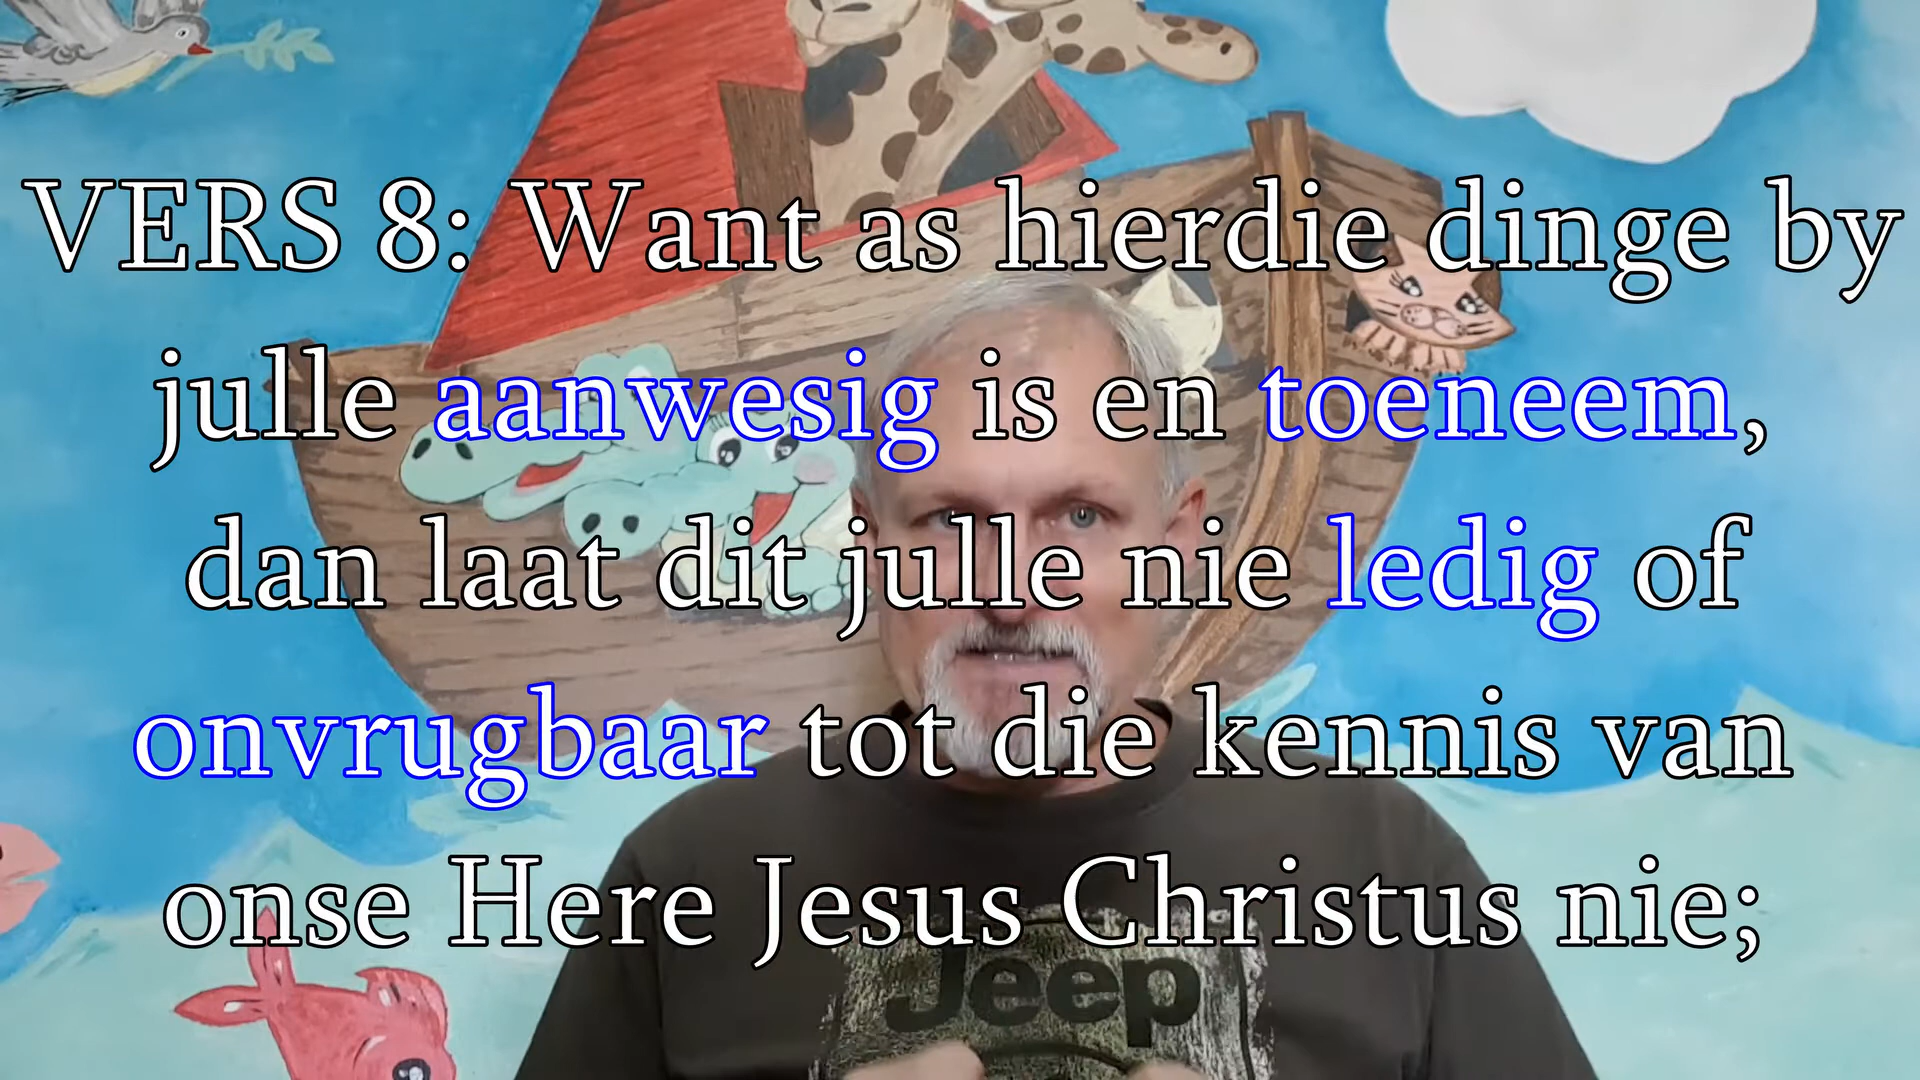 VERS 8: Want as hierdie dinge by
julle aanwesig is en toeneem,
dan laat dit julle nie ledig of
onvrugbaar tot die kennis van
onse Here Jesus Christus nie;
Jeep